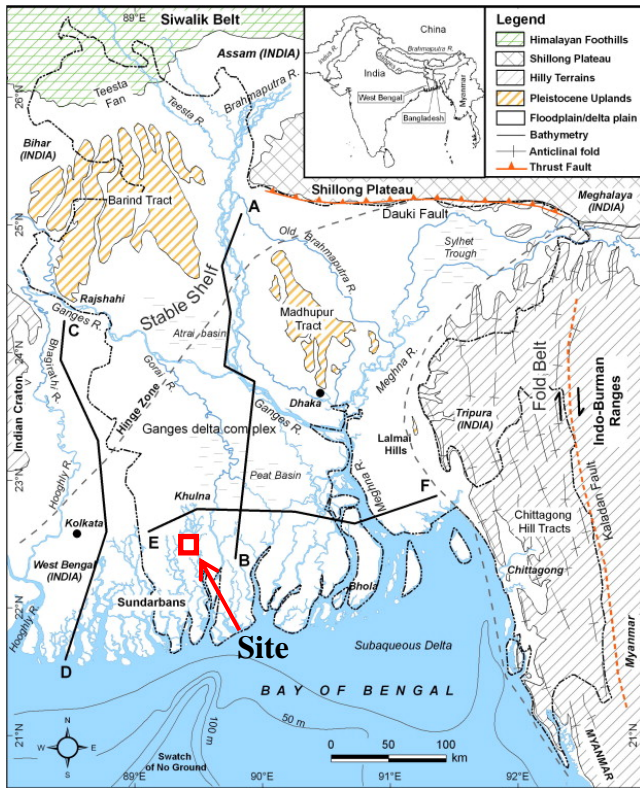 89°E
Siwalik Belt
Assam (INDIA)
Teesta
Fan
Teesta R.
Brahmaputra R.
26°N
Bihar
(INDIA)
Barind Tract
China
Indus R.
Ganges R.
Brahmaputra R.
India
Myanmar
West Bengal
Bangladesh
Legend
Himalayan Foothills
Shillong Plateau
Hilly Terrains
Pleistocene Uplands
Floodplain/delta plain
Bathymetry
Anticlinal fold
Thrust Fault
Shillong Plateau
Meghalaya
(INDIA)
A
Dauki Fault
25°N
Old Brahmaputra R.
Sylhet
Trough
Stable Shelf
Madhupur
Tract
Rajshahi
Ganges R.
C
Atrai basin
24°N
Bhagirathi R.
Gorai R.
Meghna R.
Fold Belt
Indo-Burman
Ranges
Indian Craton
Hinge Zone
Dhaka
Ganges R.
Tripura
(INDIA)
Lalmai
Hills
Ganges delta complex
Kaladan Fault
23°N
Peat Basin
Meghna R.
Hooghly R.
Khulna
F
Chittagong
Hill Tracts
Kolkata
E
B
West Bengal
(INDIA)
Chittagong
Bhola
22°N
Sundarbans
Hooghly R.
Site
Subaqueous Delta
Myanmar
D
BAY OF BENGAL
50 m
100 m
21°N
21°N
N
W
E
S
Swatch
of No Ground
0 50 100
km
MYANMAR
89°E
90°E
91°E
92°E